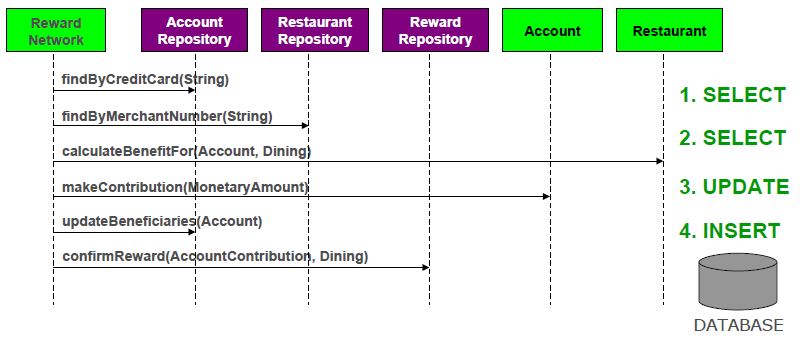 Reward
Network
Account
Repository
Restaurant
Repository
Reward
Repository
Account
Restaurant
findByCreditCard(String)
findByMerchantNumber(String)
calculateBenefitFor(Account, Dining)
makeContribution(MonetaryAmount)
updateBeneficiaries(Account)
confirmReward(AccountContribution, Dining)
1. SELECT
2. SELECT
3. UPDATE
4. INSERT
DATABASE